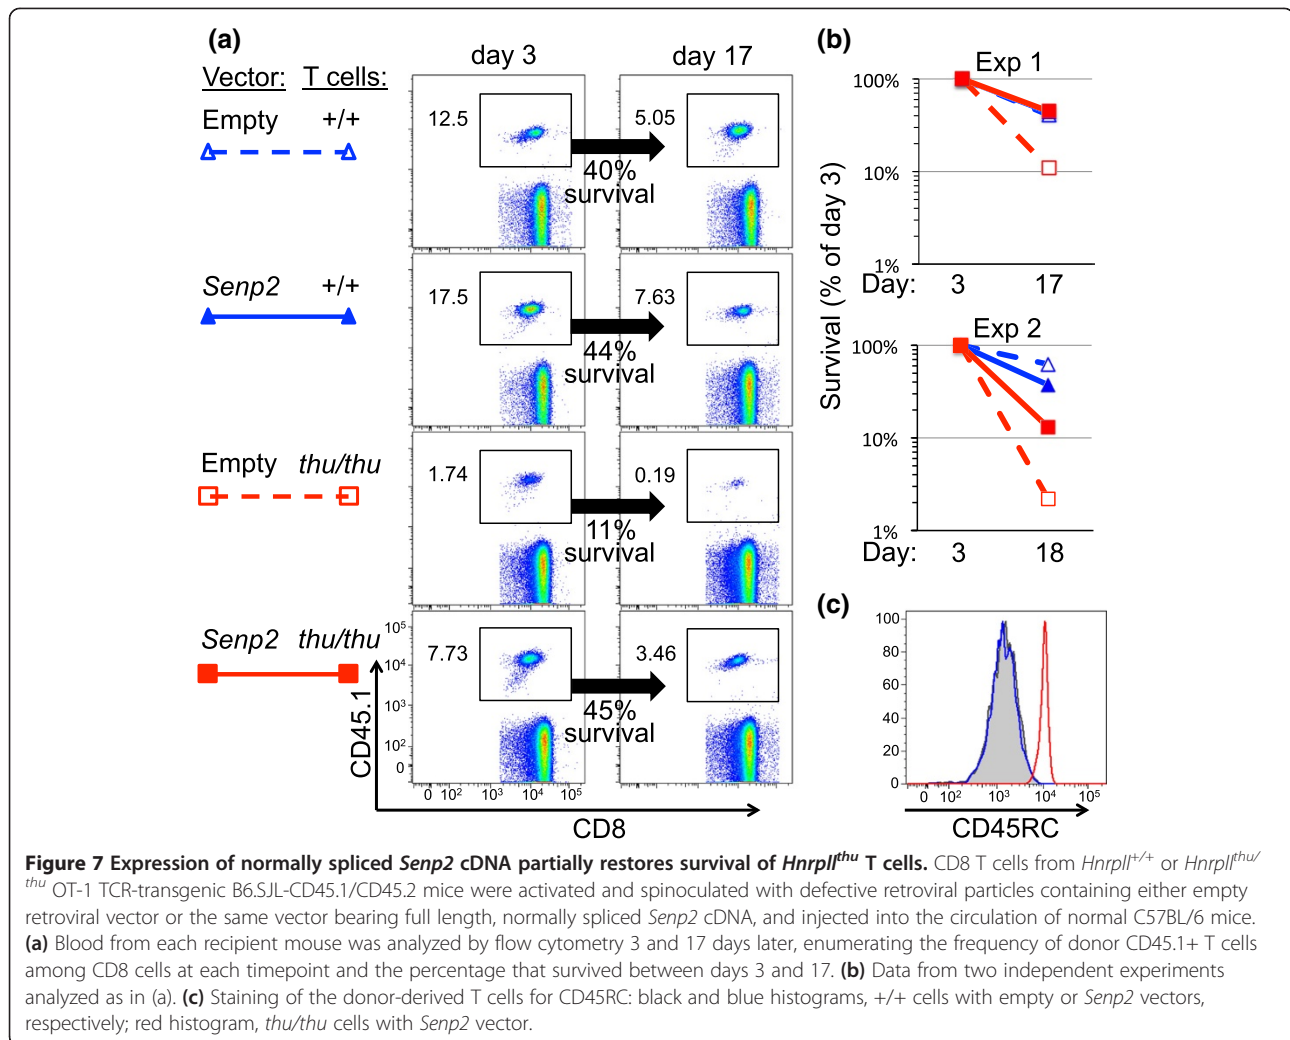 (a)
Vector: T cells:
day 3 day 17
Empty +/+
12.5 5.05
40%
survival
Senp2 +/+
17.5 7.63
44%
survival
Empty thu/thu
1.74 0.19
11%
survival
Senp2 thu/thu
7.73 3.46
45%
survival
CD45.1
10⁵
10⁴
10³
10²
0
0 10² 10³ 10⁴ 10⁵
0 10² 10³ 10⁴ 10⁵
CD8
(b)
Survival (% of day 3)
Exp 1
100%
10%
1%
Day: 3 17
Exp 2
100%
10%
1%
Day: 3 18
(c)
100
80
60
40
20
0
0 10² 10³ 10⁴ 10⁵
CD45RC
Figure 7 Expression of normally spliced Senp2 cDNA partially restores survival of Hnrpllᵗʰᵘ T cells. CD8 T cells from Hnrpll⁺/⁺ or Hnrpllᵗʰᵘ/
ᵗʰᵘ OT-1 TCR-transgenic B6.SJL-CD45.1/CD45.2 mice were activated and spinoculated with defective retroviral particles containing either empty
retroviral vector or the same vector bearing full length, normally spliced Senp2 cDNA, and injected into the circulation of normal C57BL/6 mice.
(a) Blood from each recipient mouse was analyzed by flow cytometry 3 and 17 days later, enumerating the frequency of donor CD45.1+ T cells
among CD8 cells at each timepoint and the percentage that survived between days 3 and 17. (b) Data from two independent experiments
analyzed as in (a). (c) Staining of the donor-derived T cells for CD45RC: black and blue histograms, +/+ cells with empty or Senp2 vectors,
respectively; red histogram, thu/thu cells with Senp2 vector.